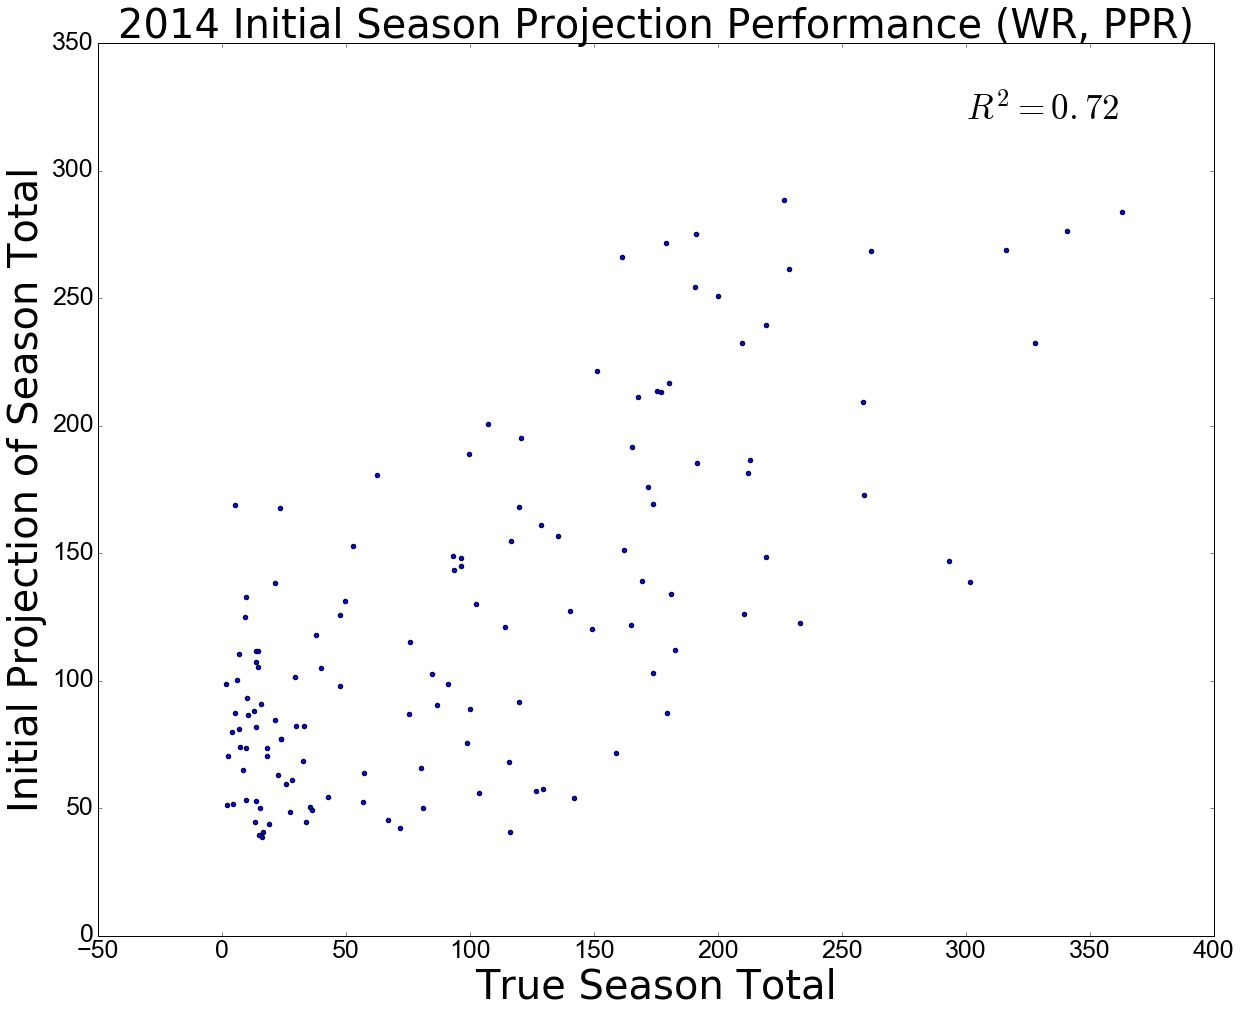 2014 Initial Season Projection Performance (WR, PPR)
350
R² = 0.72
300
250
200
150
100
50
0
Initial Projection of Season Total
−50 0 50 100 150 200 250 300 350 400
True Season Total